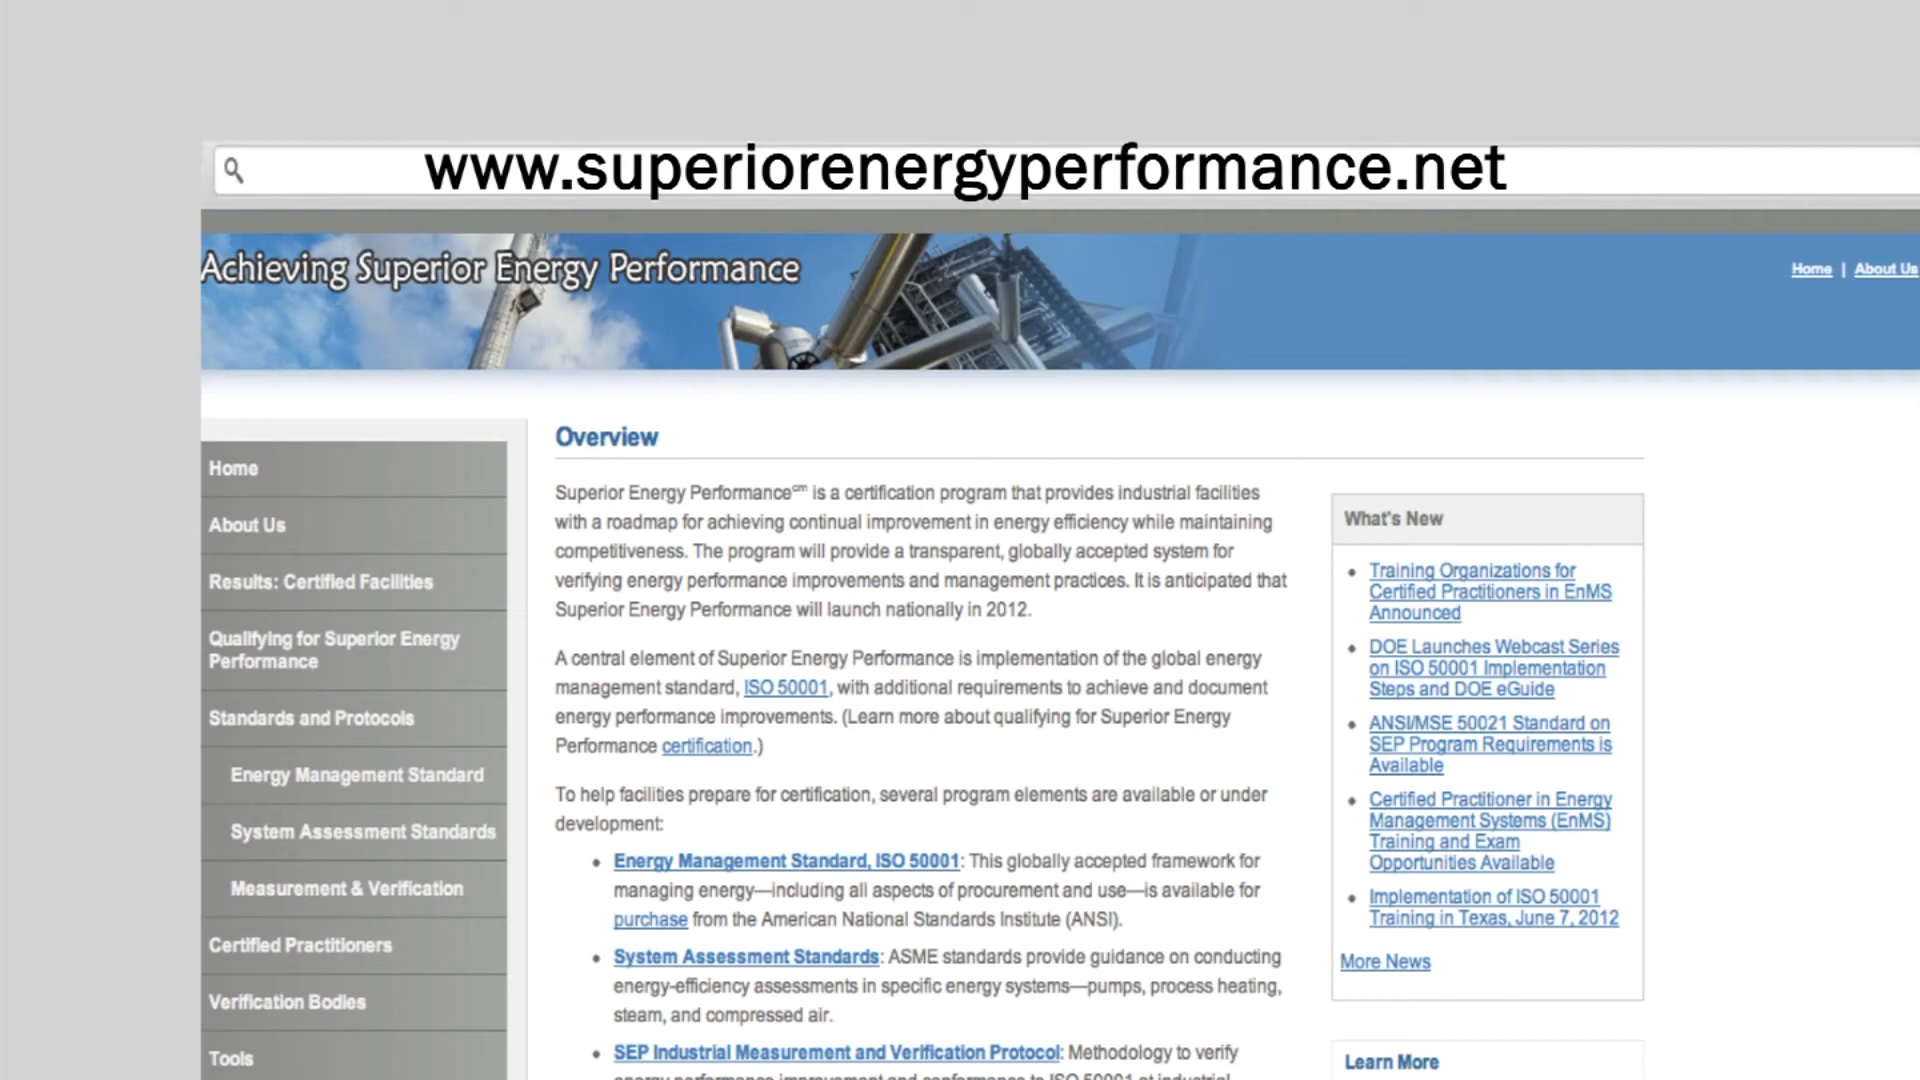 www.superiorenergyperformance.net
Achieving Superior Energy Performance
Home | About Us
Home
About Us
Results: Certified Facilities
Qualifying for Superior Energy
Performance
Standards and Protocols
Energy Management Standard
System Assessment Standards
Measurement & Verification
Certified Practitioners
Verification Bodies
Tools
Overview
Superior Energy Performance℠ is a certification program that provides industrial facilities
with a roadmap for achieving continual improvement in energy efficiency while maintaining
competitiveness. The program will provide a transparent, globally accepted system for
verifying energy performance improvements and management practices. It is anticipated that
Superior Energy Performance will launch nationally in 2012.
A central element of Superior Energy Performance is implementation of the global energy
management standard, ISO 50001, with additional requirements to achieve and document
energy performance improvements. (Learn more about qualifying for Superior Energy
Performance certification.)
To help facilities prepare for certification, several program elements are available or under
development:
• Energy Management Standard, ISO 50001: This globally accepted framework for
managing energy—including all aspects of procurement and use—is available for
purchase from the American National Standards Institute (ANSI).
• System Assessment Standards: ASME standards provide guidance on conducting
energy-efficiency assessments in specific energy systems—pumps, process heating,
steam, and compressed air.
• SEP Industrial Measurement and Verification Protocol: Methodology to verify
energy performance improvement and conformance to ISO 50001 at industrial
What's New
• Training Organizations for
Certified Practitioners in EnMS
Announced
• DOE Launches Webcast Series
on ISO 50001 Implementation
Steps and DOE eGuide
• ANSI/MSE 50021 Standard on
SEP Program Requirements is
Available
• Certified Practitioner in Energy
Management Systems (EnMS)
Training and Exam
Opportunities Available
• Implementation of ISO 50001
Training in Texas, June 7, 2012
More News
Learn More